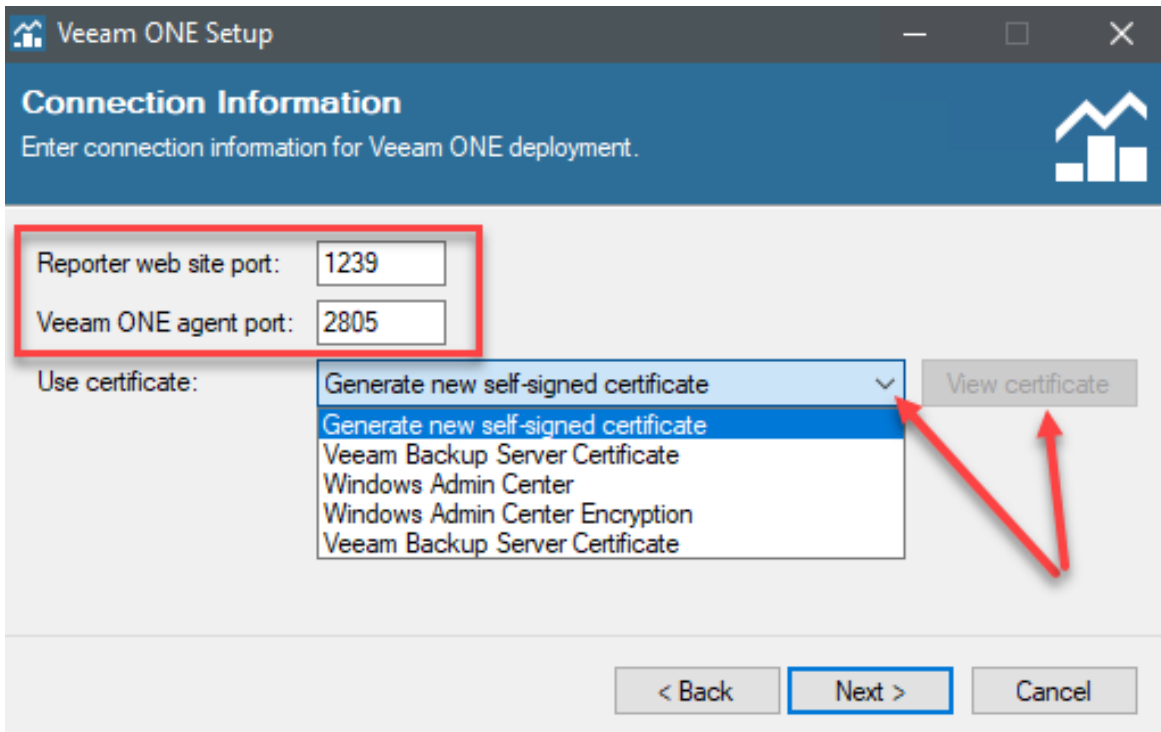 Veeam ONE Setup
Connection Information
Enter connection information for Veeam ONE deployment.
Reporter web site port: 1239
Veeam ONE agent port: 2805
Use certificate: Generate new self-signed certificate View certificate
Generate new self-signed certificate
Veeam Backup Server Certificate
Windows Admin Center
Windows Admin Center Encryption
Veeam Backup Server Certificate
< Back Next > Cancel